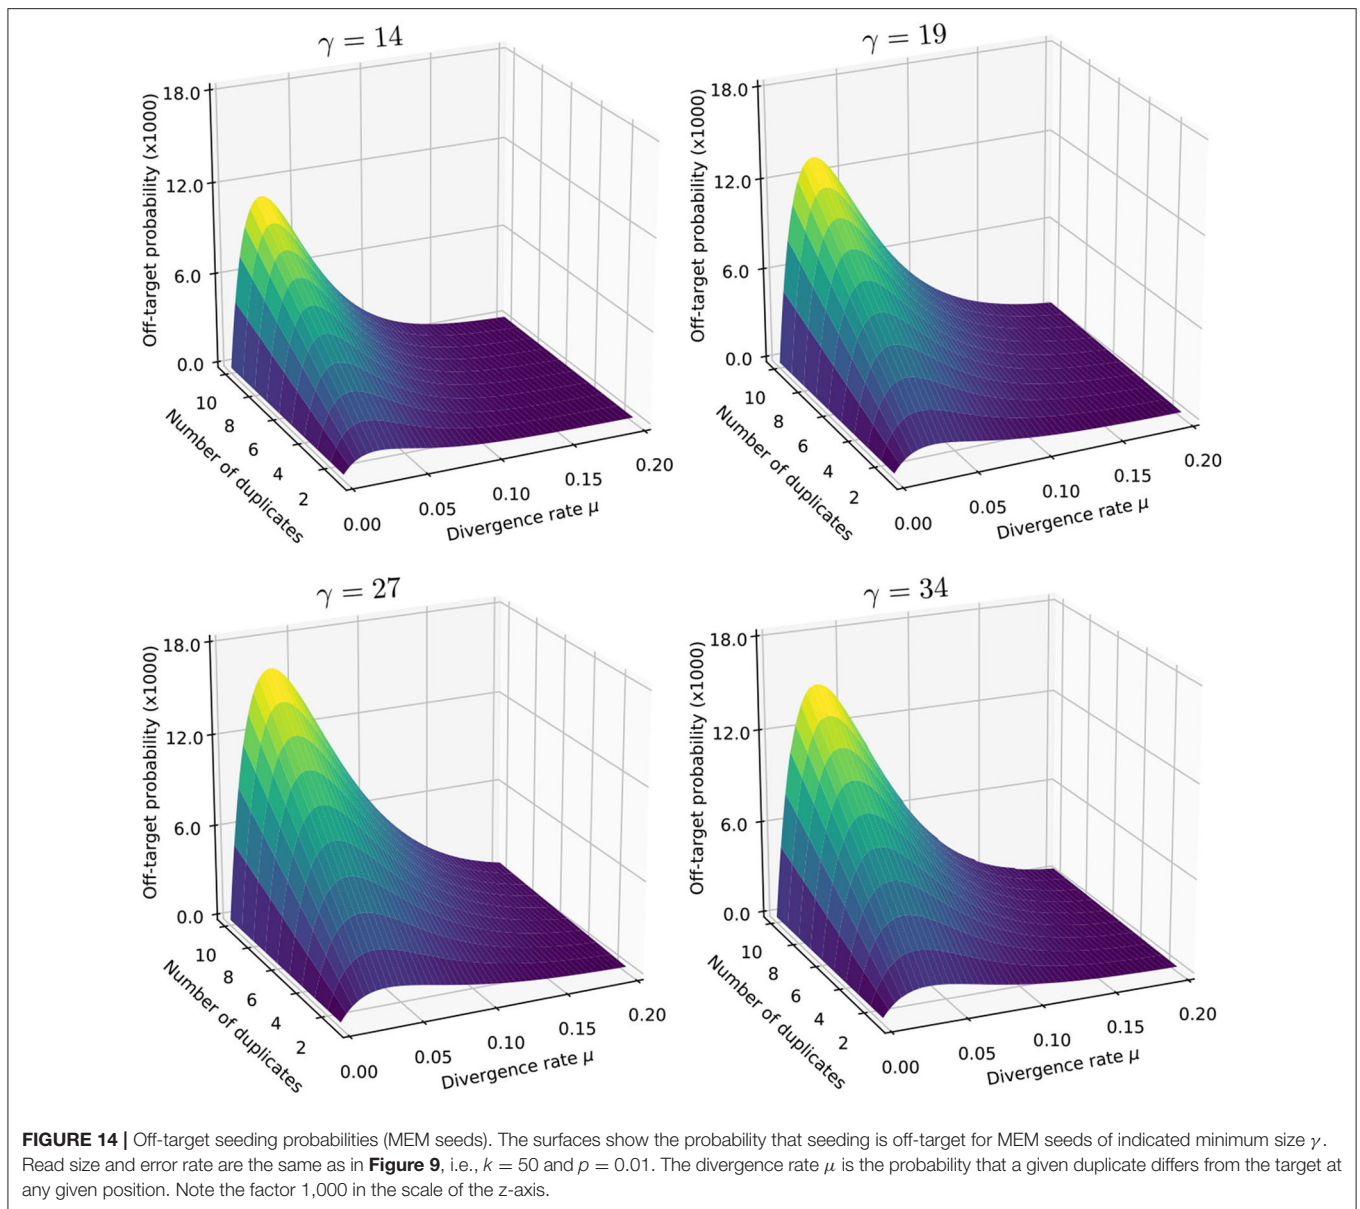 γ = 14
Off-target probability (x1000)
18.0
12.0
6.0
0.0
10
8
6
4
2
Number of duplicates
0.00
0.05
0.10
0.15
0.20
Divergence rate μ
γ = 19
Off-target probability (x1000)
18.0
12.0
6.0
0.0
10
8
6
4
2
Number of duplicates
0.00
0.05
0.10
0.15
0.20
Divergence rate μ
γ = 27
Off-target probability (x1000)
18.0
12.0
6.0
0.0
10
8
6
4
2
Number of duplicates
0.00
0.05
0.10
0.15
0.20
Divergence rate μ
γ = 34
Off-target probability (x1000)
18.0
12.0
6.0
0.0
10
8
6
4
2
Number of duplicates
0.00
0.05
0.10
0.15
0.20
Divergence rate μ
FIGURE 14 | Off-target seeding probabilities (MEM seeds). The surfaces show the probability that seeding is off-target for MEM seeds of indicated minimum size γ.
Read size and error rate are the same as in Figure 9, i.e., k = 50 and p = 0.01. The divergence rate μ is the probability that a given duplicate differs from the target at
any given position. Note the factor 1,000 in the scale of the z-axis.